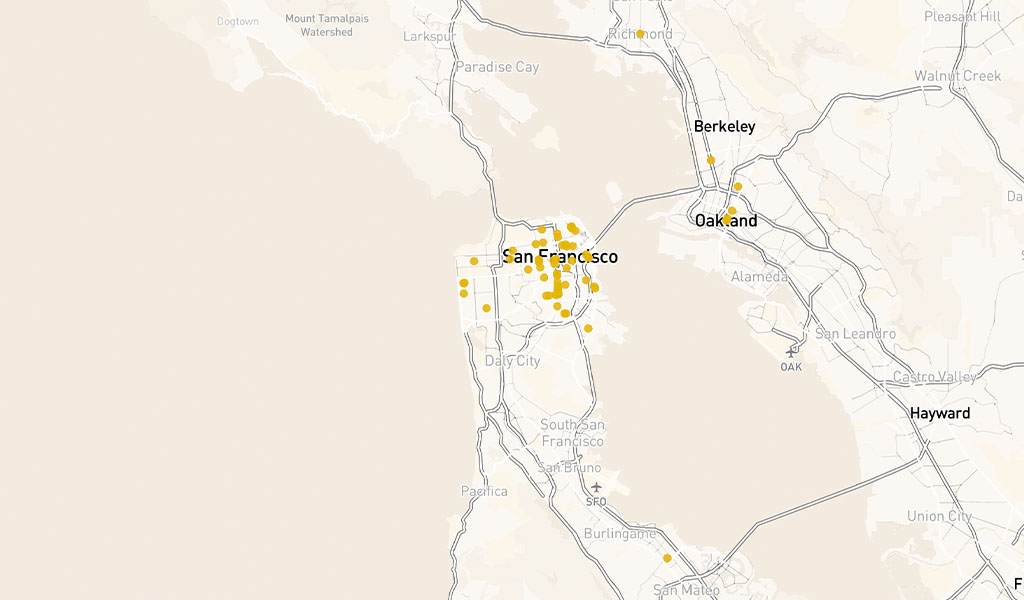 Pleasant Hill
Dogtown
Mount Tamalpais
Watershed
Larkspur
Richmond
Paradise Cay
Walnut Creek
Berkeley
Oakland
San Francisco
Alameda
San Leandro
Daly City
OAK
Castro Valley
Hayward
South San
Francisco
San Bruno
Pacifica
SFO
Union City
Burlingame
San Mateo